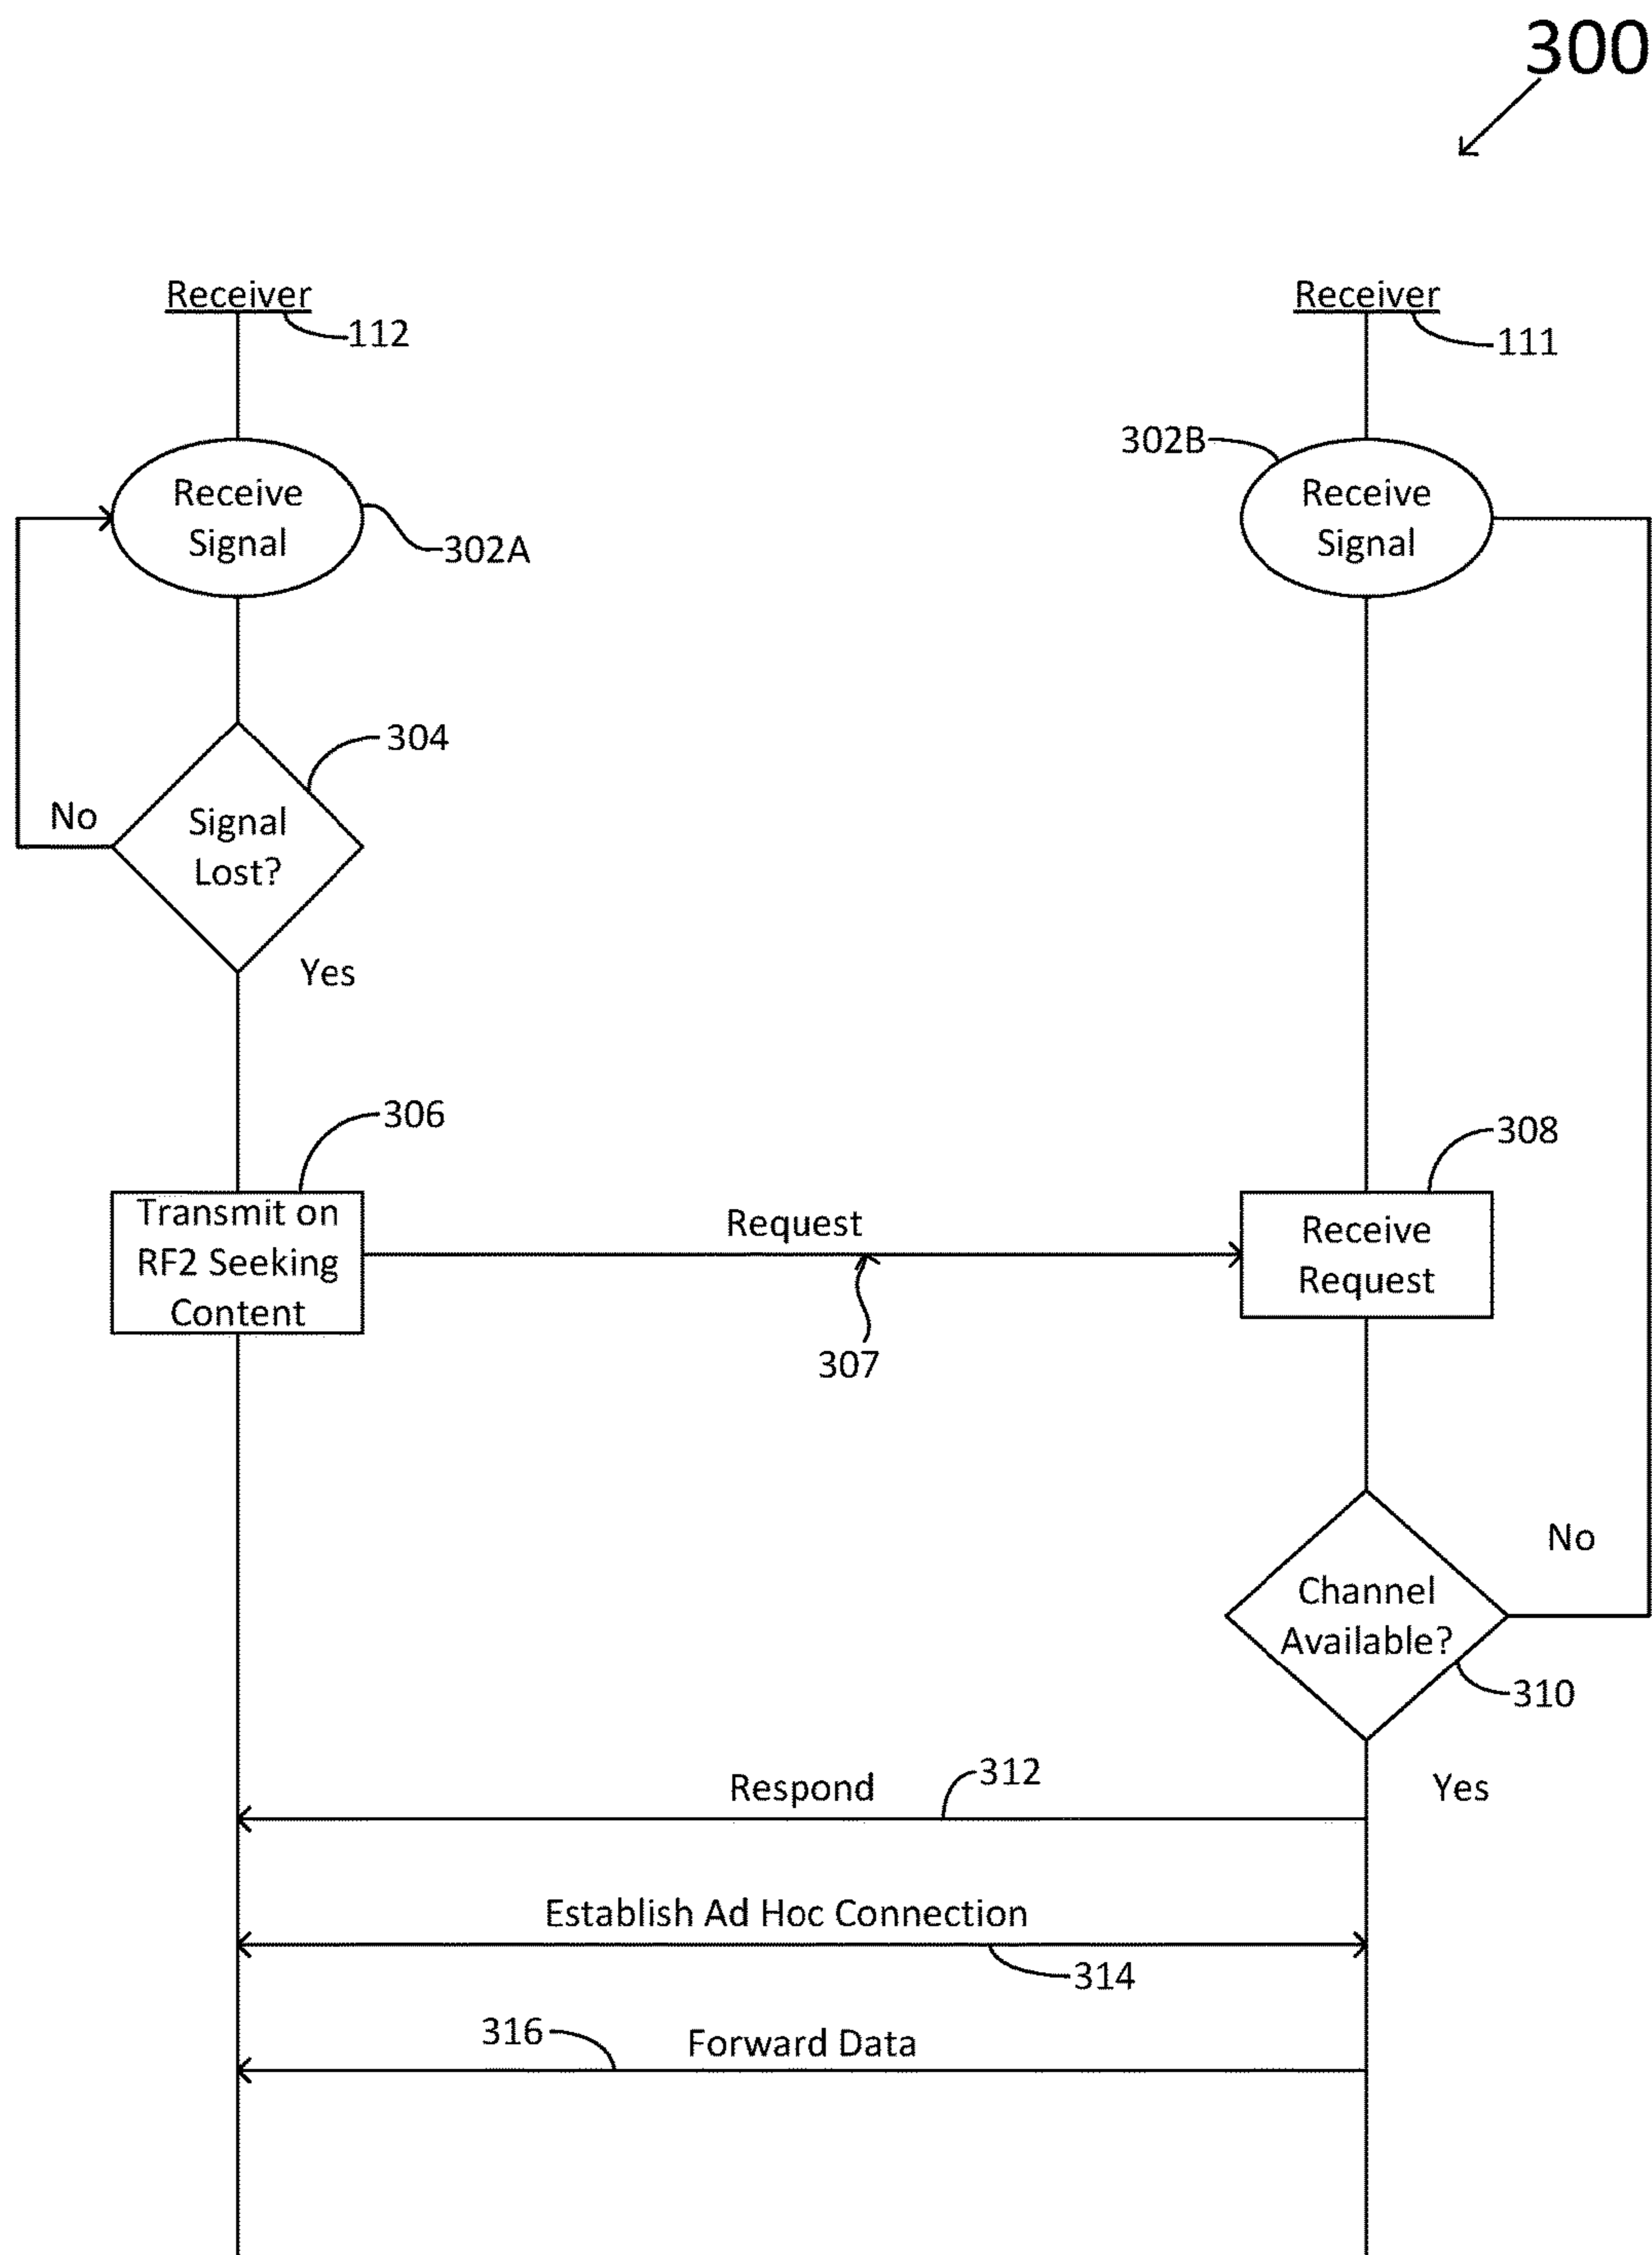 300
Receiver
112
Receiver
111
302B
Receive
Signal
302A
Receive
Signal
304
Signal
Lost?
No
Yes
306
Transmit on
RF2 Seeking
Content
Request
307
308
Receive
Request
No
Channel
Available?
310
Yes
Respond
312
Establish Ad Hoc Connection
314
316
Forward Data